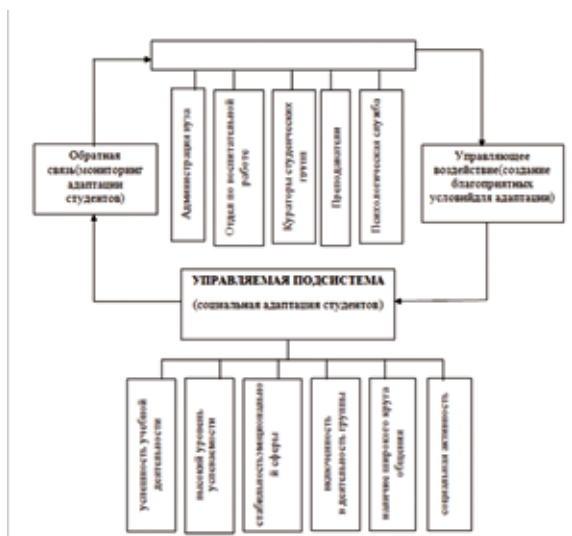 Администрация вуза
Отдел по воспитательной
работе
Кураторы студенческих
групп
Преподаватели
Психологическая служба
Обратная
связь(мониторинг
адаптации
студентов)
Управляющее
воздействие(создание
благоприятных
условийдля адаптации)
УПРАВЛЯЕМАЯ ПОДСИСТЕМА
(социальная адаптация студентов)
успешность учебной
деятельности
высокий уровень
успеваемости
стабильностьэмоционально
й сферы
включенность
в деятельность группы
наличие широкого круга
общения
социальная активность